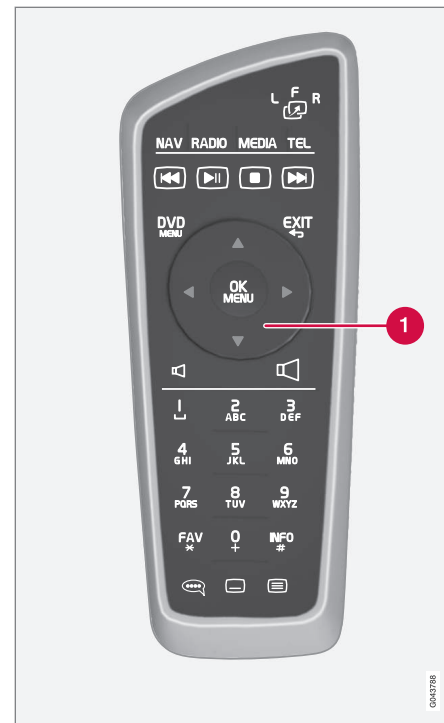 L F R
NAV RADIO MEDIA TEL
DVD EXIT
MENU
OK
MENU
1
1 2 3
ABC DEF
4 5 6
GHI JKL MNO
7 8 9
PQRS TUV WXYZ
FAV 0 INFO
* + #
G043788